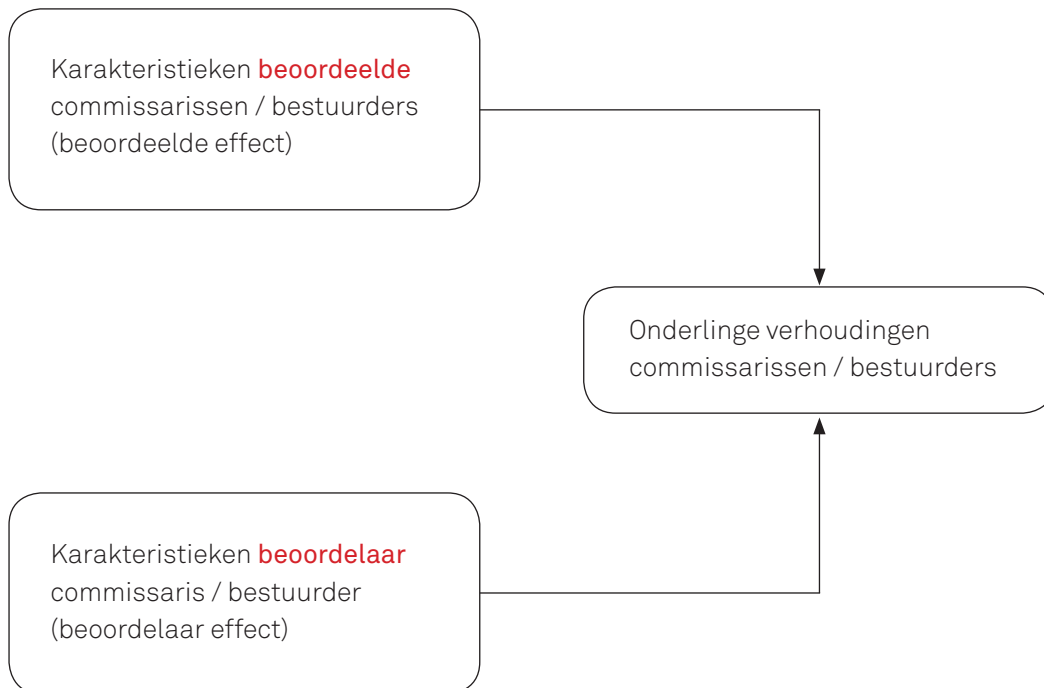 Karakteristieken beoordeelde
commissarissen / bestuurders
(beoordeelde effect)
Onderlinge verhoudingen
commissarissen / bestuurders
Karakteristieken beoordelaar
commissaris / bestuurder
(beoordelaar effect)